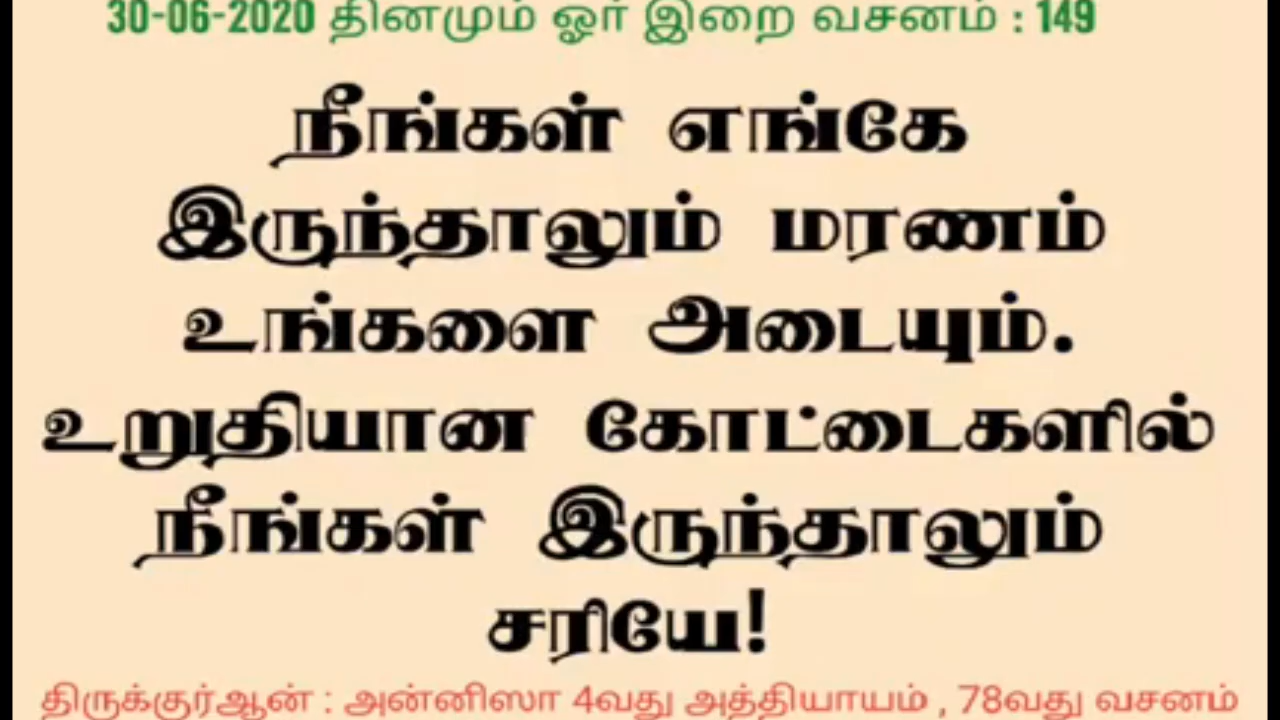 30-06-2020 தினமும் ஓர் இறை வசனம் : 149
நீங்கள் எங்கே
இருந்தாலும் மரணம்
உங்களை அடையும்.
உறுதியான கோட்டைகளில்
நீங்கள் இருந்தாலும்
சரியே!
திருக்குர்ஆன் : அன்னிஸா 4வது அத்தியாயம் , 78வது வசனம்